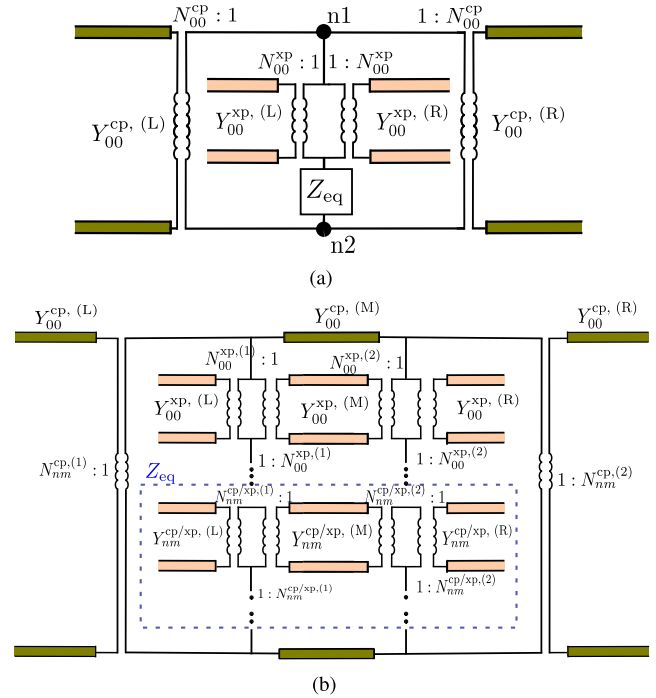 N_{00}^{cp} : 1 n1 1 : N_{00}^{cp}
N_{00}^{xp} : 1 1 : N_{00}^{xp}
Y_{00}^{cp, (L)} Y_{00}^{xp, (L)} Y_{00}^{xp, (R)} Y_{00}^{cp, (R)}
Z_{eq}
n2
(a)
Y_{00}^{cp, (L)} Y_{00}^{cp, (M)} Y_{00}^{cp, (R)}
N_{00}^{xp,(1)} : 1 N_{00}^{xp,(2)} : 1
Y_{00}^{xp, (L)} Y_{00}^{xp, (M)} Y_{00}^{xp, (R)}
1 : N_{00}^{xp,(1)} 1 : N_{00}^{xp,(2)}
N_{nm}^{cp,(1)} : 1 Z_{eq} 1 : N_{nm}^{cp,(2)}
N_{nm}^{cp/xp,(1)} : 1 N_{nm}^{cp/xp,(2)} : 1
Y_{nm}^{cp/xp, (L)} Y_{nm}^{cp/xp, (M)} Y_{nm}^{cp/xp, (R)}
1 : N_{nm}^{cp/xp,(1)} 1 : N_{nm}^{cp/xp,(2)}
(b)